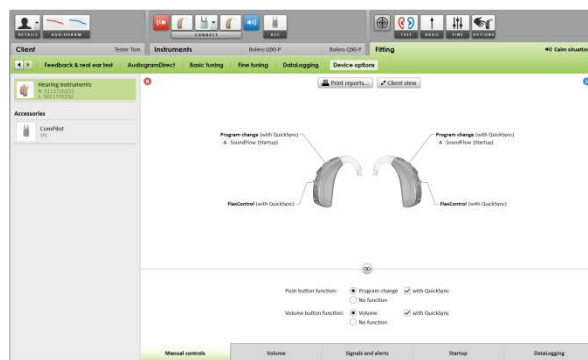 DETAILS AUDIOGRAM CONNECT REC TEST BASIC FINE OPTIONS
Client Tester Tom Instruments Bolero Q90-P Bolero Q90-P Fitting Calm situation
Feedback & real ear test AudiogramDirect Basic tuning Fine tuning DataLogging Device options
Hearing instruments
Print reports... Client view
Accessories
ComPilot
Program change (with QuickSync)
A SoundFlow (Startup)
Program change (with QuickSync)
A SoundFlow (Startup)
FlexControl (with QuickSync)
FlexControl (with QuickSync)
Push button function: Program change with QuickSync
No function
Volume button function: Volume with QuickSync
No function
Manual controls Volume Signals and alerts Startup DataLogging